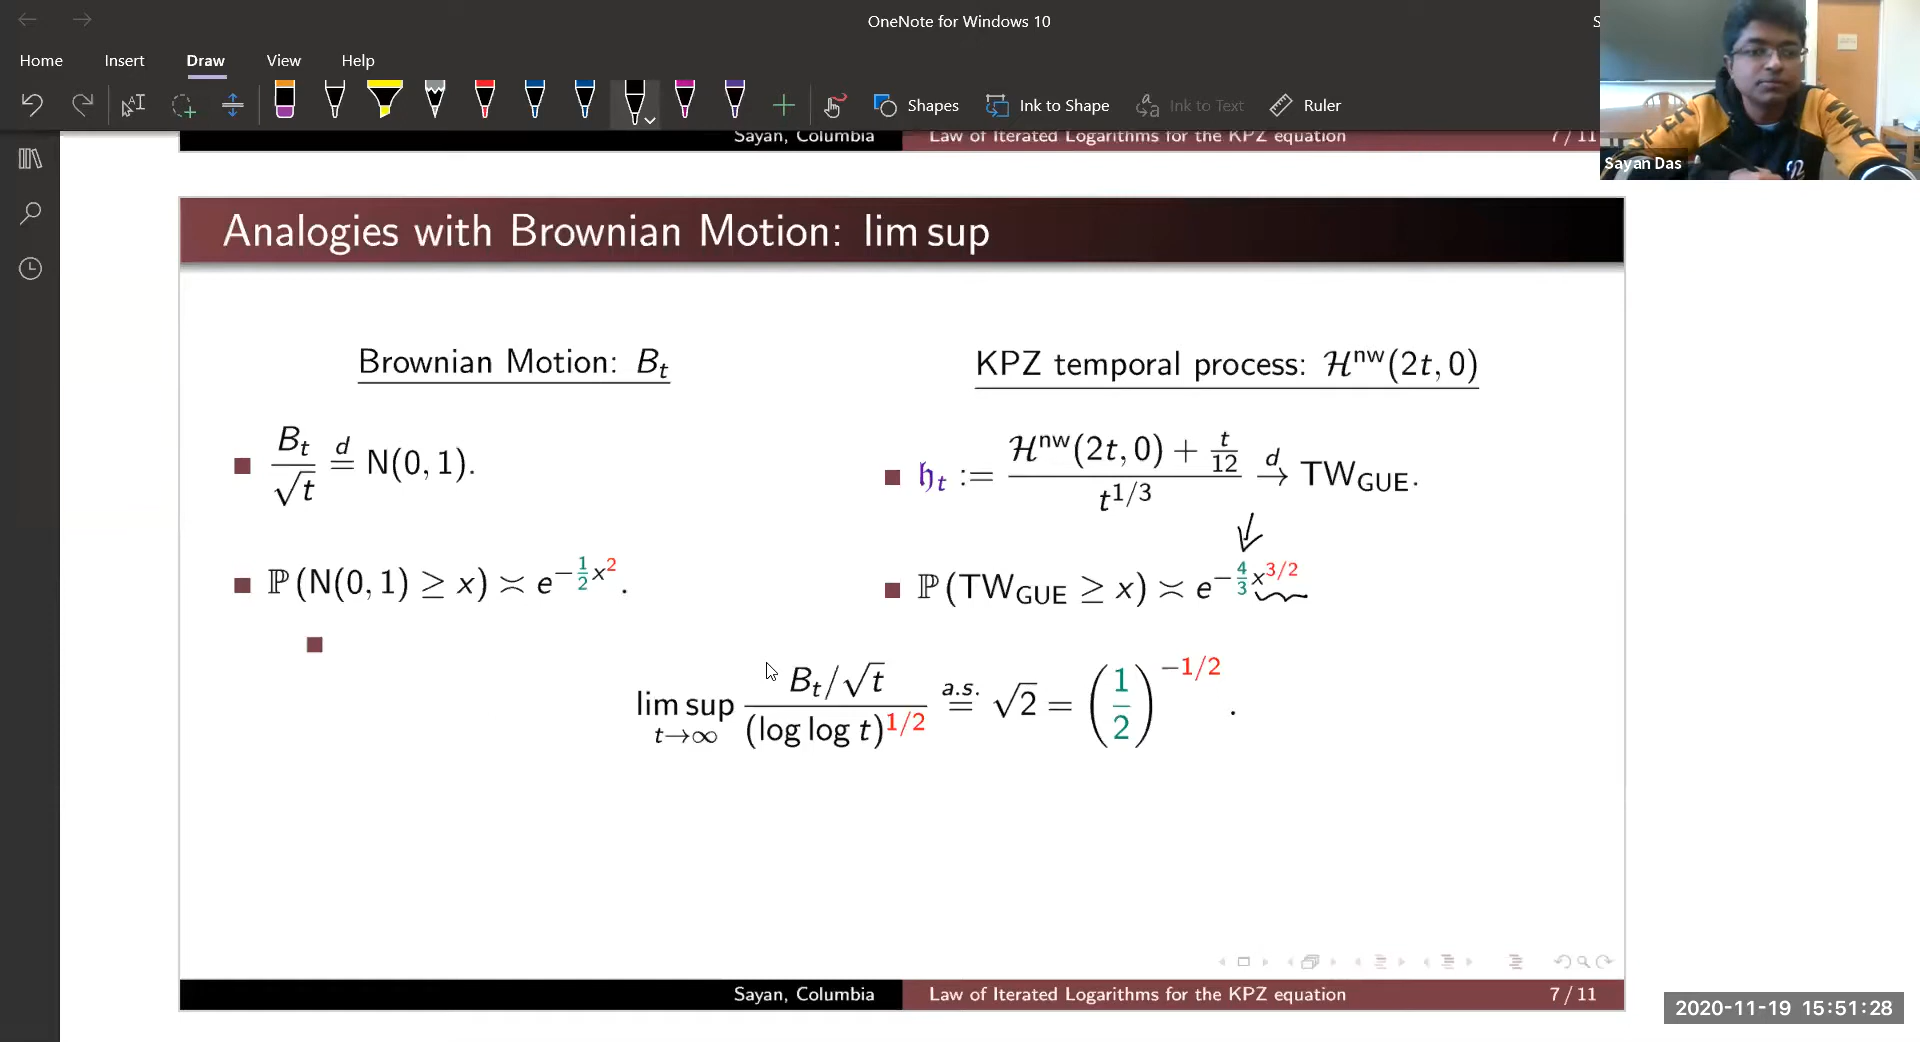 OneNote for Windows 10
S
Home Insert Draw View Help
Shapes Ink to Shape Ink to Text Ruler
Sayan Das
Sayan, Columbia Law of Iterated Logarithms for the KPZ equation 7 / 11
Analogies with Brownian Motion: lim sup
Brownian Motion: B_t
B_t / √t =^d N(0, 1).
ℙ(N(0, 1) ≥ x) ≍ e^{−½x²}.
KPZ temporal process: ℋ^{nw}(2t, 0)
𝔥_t := (ℋ^{nw}(2t, 0) + t/12) / t^{1/3} →^d TW_GUE.
ℙ(TW_GUE ≥ x) ≍ e^{−(4/3)x^{3/2}}
lim sup_{t→∞} (B_t/√t) / (log log t)^{1/2} =^{a.s.} √2 = (1/2)^{−1/2}.
Sayan, Columbia Law of Iterated Logarithms for the KPZ equation 7 / 11
2020-11-19 15:51:28